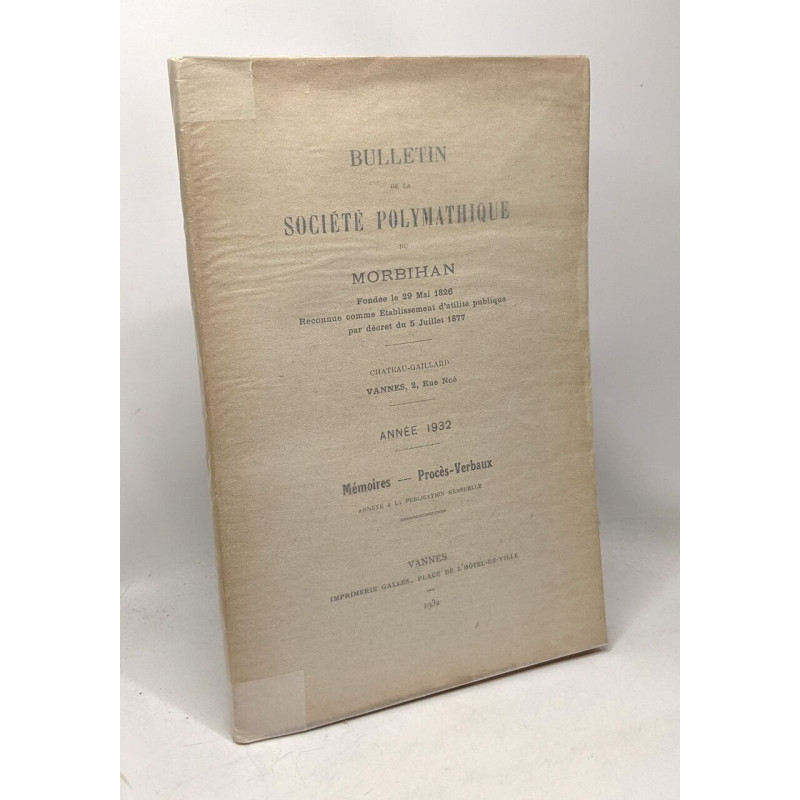 BULLETIN
DE LA
SOCIÉTÉ POLYMATHIQUE
DU
MORBIHAN
Fondée le 29 Mai 1826
Reconnue comme Etablissement d'utilité publique
par décret du 5 Juillet 1877
CHATEAU-GAILLARD
VANNES, 2, Rue Noé
ANNÉE 1932
Mémoires — Procès-Verbaux
ANNEXE A LA PUBLICATION MENSUELLE
VANNES
IMPRIMERIE GALLES, PLACE DE L'HÔTEL-DE-VILLE
1932